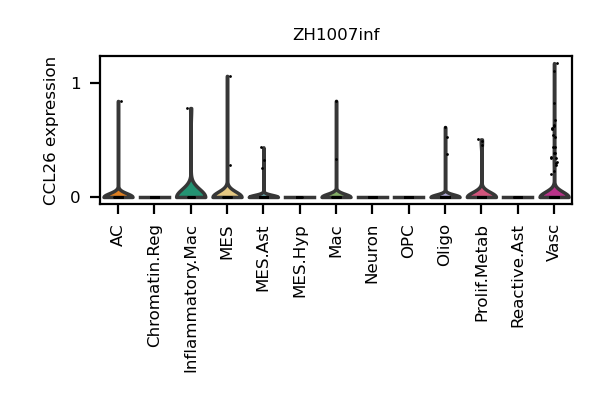 ZH1007inf
CCL26 expression
1
0
AC
Chromatin.Reg
Inflammatory.Mac
MES
MES.Ast
MES.Hyp
Mac
Neuron
OPC
Oligo
Prolif.Metab
Reactive.Ast
Vasc